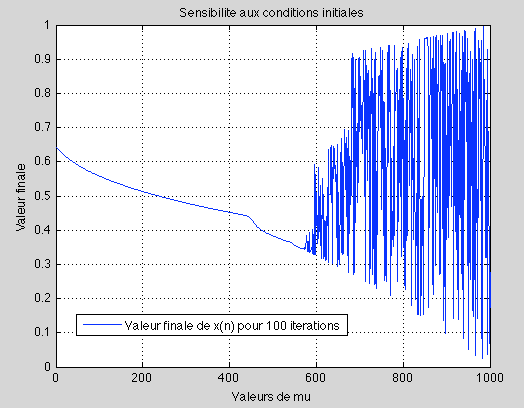 Sensibilite aux conditions initiales
Valeur finale
1
0.9
0.8
0.7
0.6
0.5
0.4
0.3
0.2
0.1
0
Valeur finale de x(n) pour 100 iterations
0 200 400 600 800 1000
Valeurs de mu